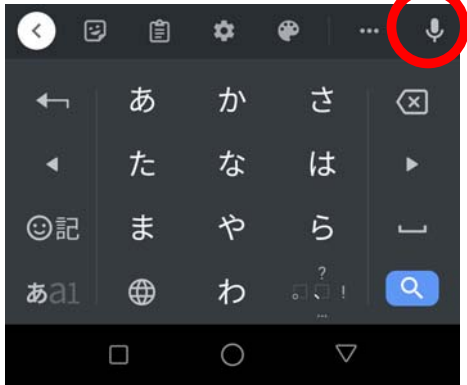 あ か さ
た な は
記 ま や ら
?
あa1 わ 。、!
…